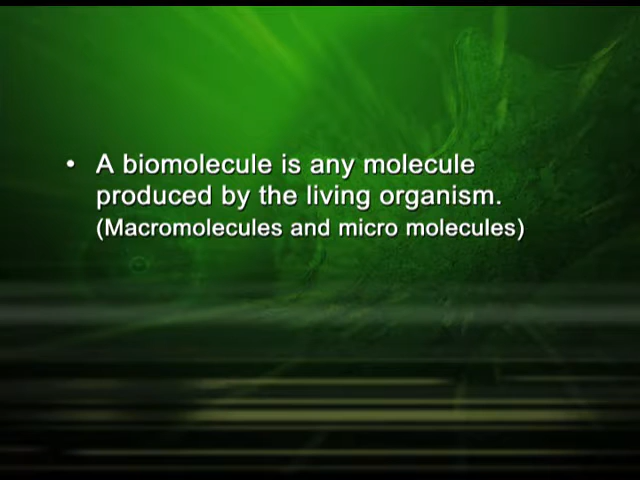 • A biomolecule is any molecule
produced by the living organism.
(Macromolecules and micro molecules)